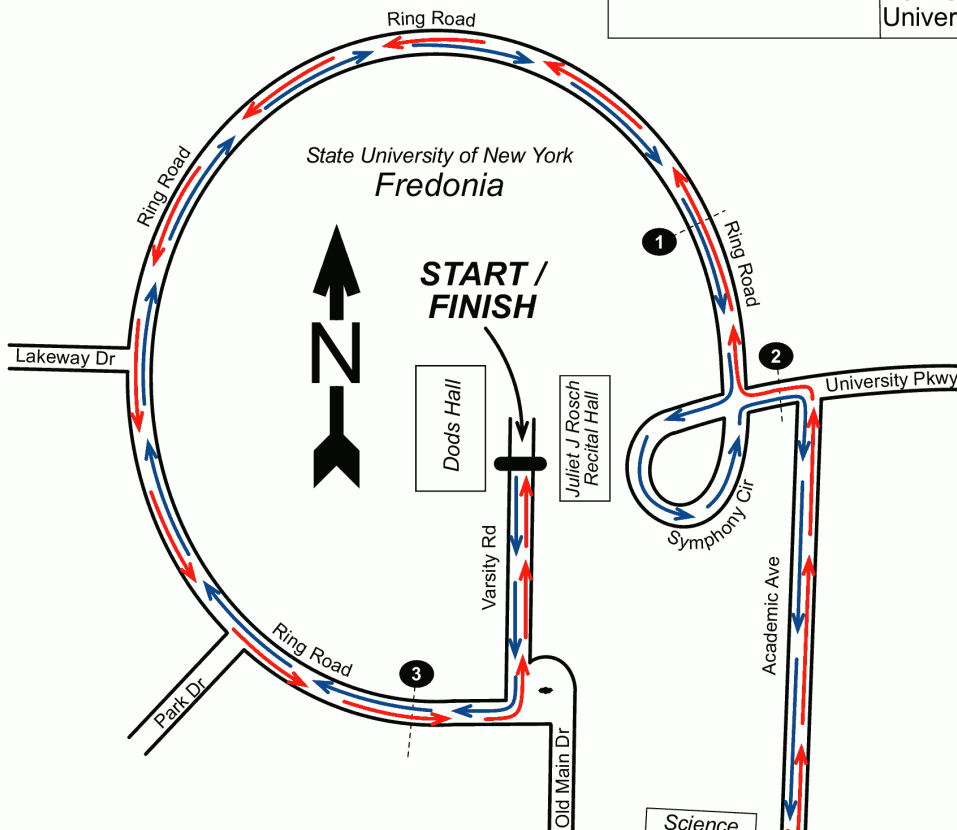 Ring Road
Univer
State University of New York
Fredonia
Ring Road
1
Ring Road
START /
FINISH
N
2
Lakeway Dr
University Pkwy
Dods Hall
Juliet J Rosch
Recital Hall
Symphony Cir
Varsity Rd
Academic Ave
Ring Road
3
Park Dr
Old Main Dr
Science